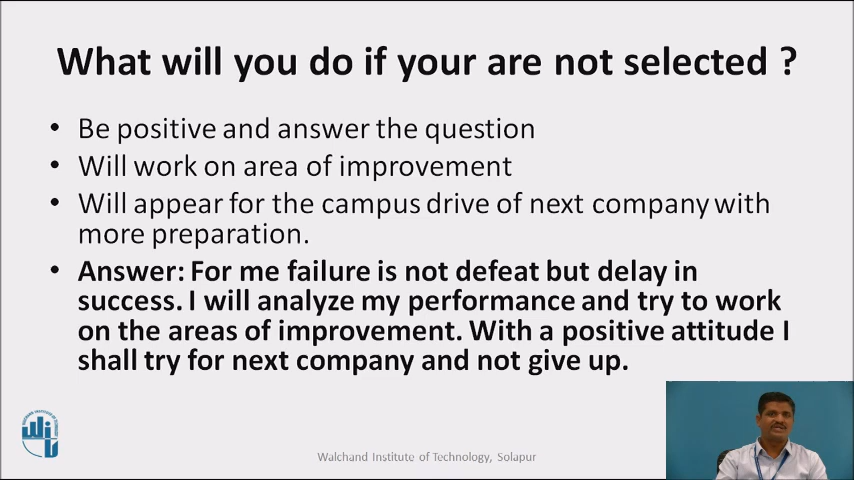 What will you do if your are not selected ?
• Be positive and answer the question
• Will work on area of improvement
• Will appear for the campus drive of next company with
more preparation.
• Answer: For me failure is not defeat but delay in
success. I will analyze my performance and try to work
on the areas of improvement. With a positive attitude I
shall try for next company and not give up.
Walchand Institute of Technology, Solapur